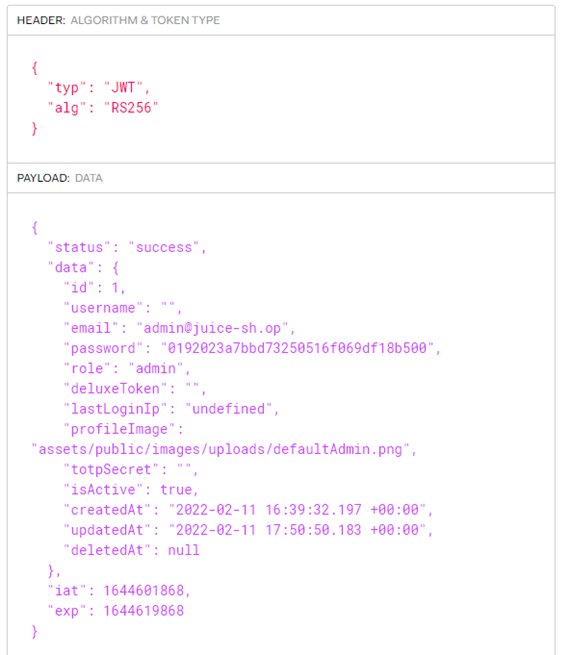 HEADER: ALGORITHM & TOKEN TYPE
{
  "typ": "JWT",
  "alg": "RS256"
}
PAYLOAD: DATA
{
  "status": "success",
  "data": {
    "id": 1,
    "username": "",
    "email": "admin@juice-sh.op",
    "password": "0192023a7bbd73250516f069df18b500",
    "role": "admin",
    "deluxeToken": "",
    "lastLoginIp": "undefined",
    "profileImage":
"assets/public/images/uploads/defaultAdmin.png",
    "totpSecret": "",
    "isActive": true,
    "createdAt": "2022-02-11 16:39:32.197 +00:00",
    "updatedAt": "2022-02-11 17:50:50.183 +00:00",
    "deletedAt": null
  },
  "iat": 1644601868,
  "exp": 1644619868
}